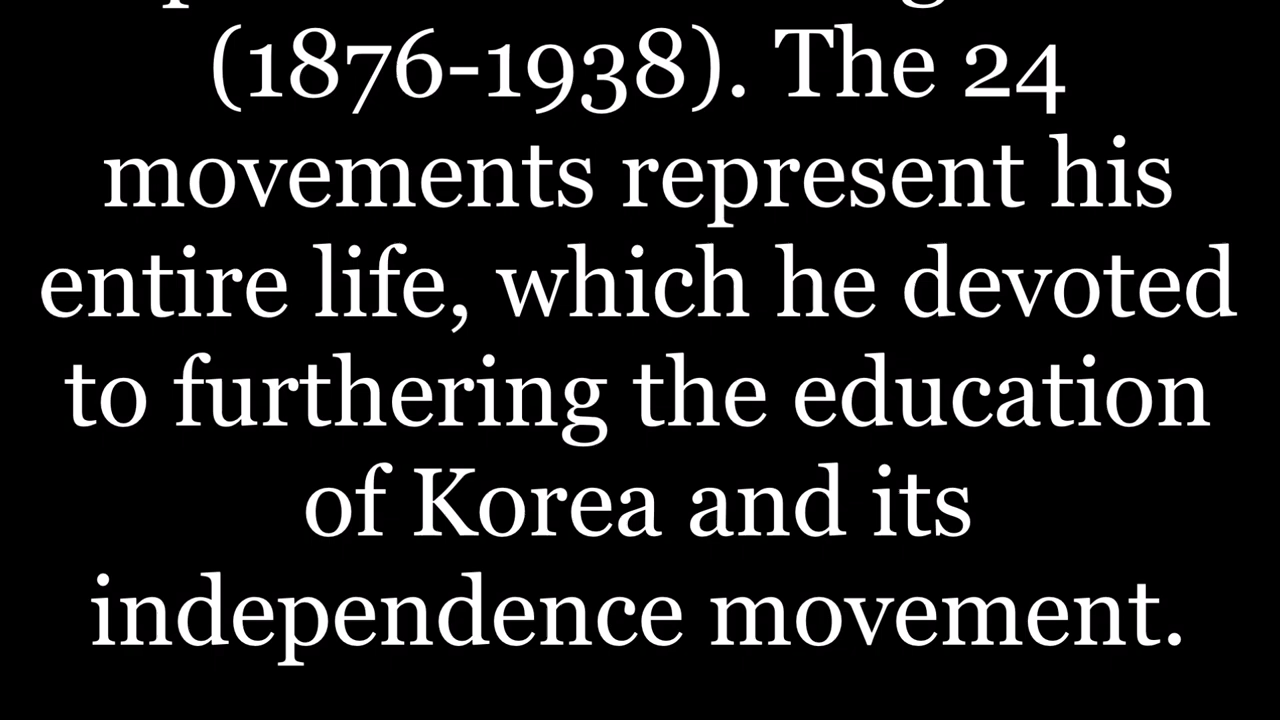 (1876-1938). The 24
movements represent his
entire life, which he devoted
to furthering the education
of Korea and its
independence movement.